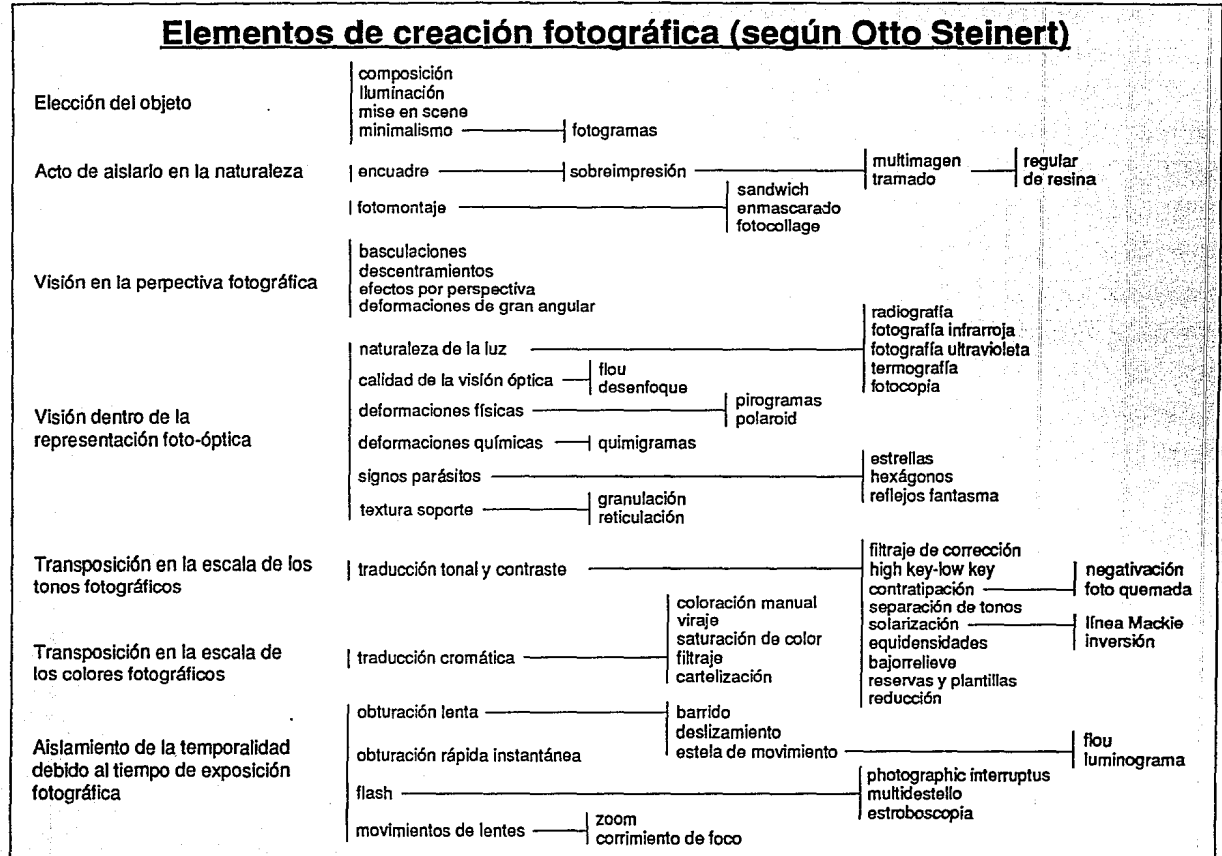 Elementos de creación fotográfica (según Otto Steinert)
Elección del objeto
composición
iluminación
mise en scene
minimalismo
fotogramas
Acto de aislarlo en la naturaleza
encuadre
sobreimpresión
multimagen
tramado
regular
de resina
fotomontaje
sandwich
enmascarado
fotocollage
Visión en la perpectiva fotográfica
basculaciones
descentramientos
efectos por perspectiva
deformaciones de gran angular
Visión dentro de la
representación foto-óptica
naturaleza de la luz
radiografía
fotografía infrarroja
fotografía ultravioleta
termografía
fotocopia
calidad de la visión óptica
flou
desenfoque
deformaciones físicas
pirogramas
polaroid
deformaciones químicas
quimigramas
signos parásitos
estrellas
hexágonos
reflejos fantasma
textura soporte
granulación
reticulación
Transposición en la escala de los
tonos fotográficos
traducción tonal y contraste
filtraje de corrección
high key-low key
contratipación
negativación
foto quemada
separación de tonos
solarización
línea Mackie
inversión
equidensidades
bajorrelieve
reservas y plantillas
reducción
Transposición en la escala de
los colores fotográficos
traducción cromática
coloración manual
viraje
saturación de color
filtraje
cartelización
Aislamiento de la temporalidad
debido al tiempo de exposición
fotográfica
obturación lenta
barrido
deslizamiento
estela de movimiento
flou
luminograma
obturación rápida instantánea
flash
photographic interruptus
multidestello
estroboscopia
movimientos de lentes
zoom
corrimiento de foco